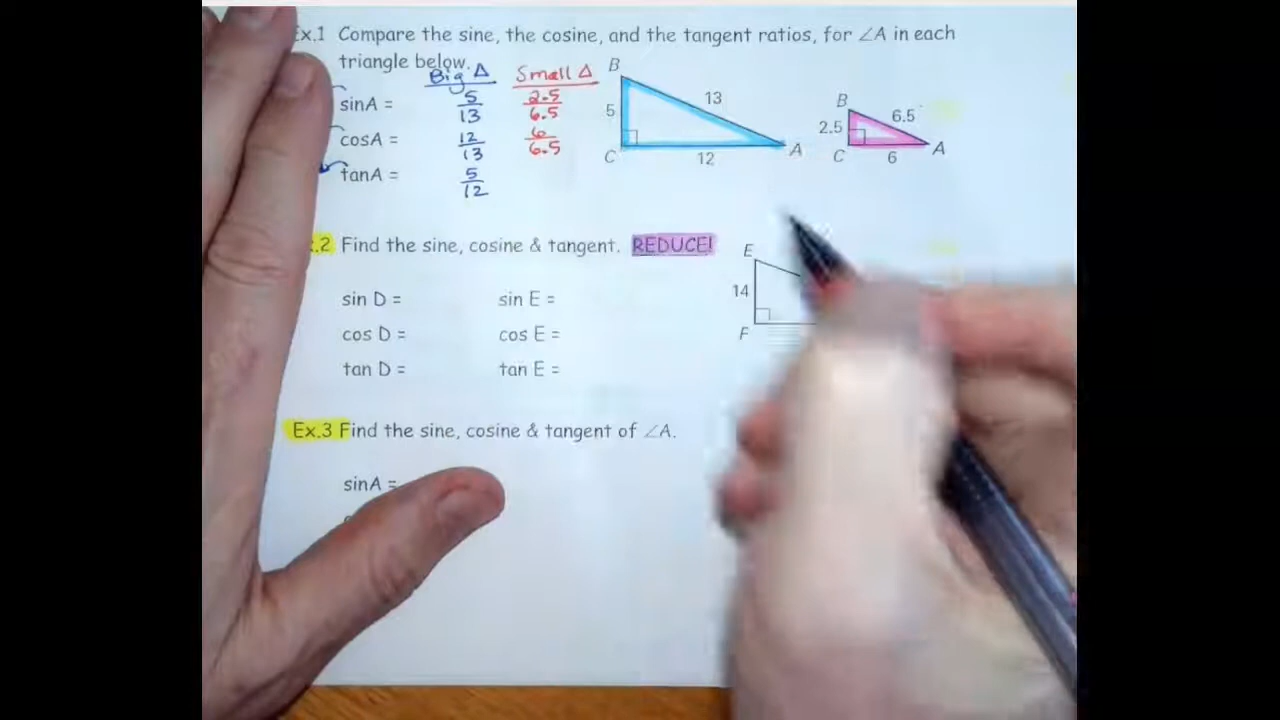 Ex.1 Compare the sine, the cosine, and the tangent ratios, for ∠A in each
triangle below.
Big Δ Small Δ
sinA = 5/13 2.5/6.5
cosA = 12/13 6/6.5
tanA = 5/12
B
5
13
C
12
A
B
2.5
6.5
C
6
A
.2 Find the sine, cosine & tangent. REDUCE!
sin D = sin E =
cos D = cos E =
tan D = tan E =
E
14
F
Ex.3 Find the sine, cosine & tangent of ∠A.
sinA =